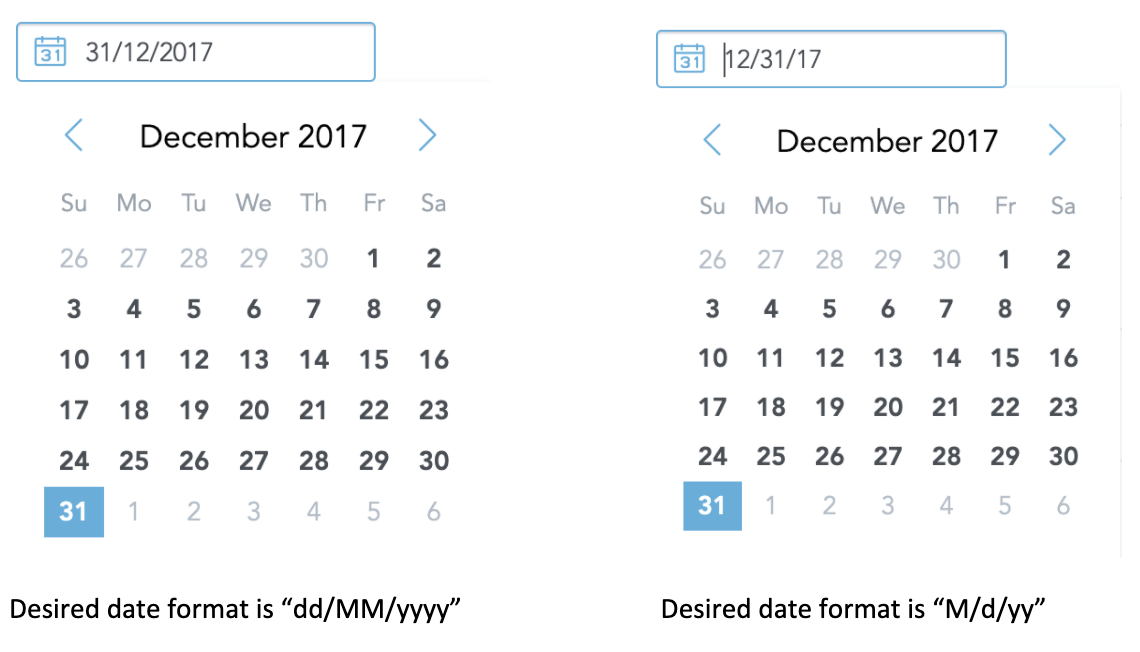 31 31/12/2017
December 2017
Su Mo Tu We Th Fr Sa
26 27 28 29 30 1 2
3 4 5 6 7 8 9
10 11 12 13 14 15 16
17 18 19 20 21 22 23
24 25 26 27 28 29 30
31 1 2 3 4 5 6
Desired date format is “dd/MM/yyyy”
31 12/31/17
December 2017
Su Mo Tu We Th Fr Sa
26 27 28 29 30 1 2
3 4 5 6 7 8 9
10 11 12 13 14 15 16
17 18 19 20 21 22 23
24 25 26 27 28 29 30
31 1 2 3 4 5 6
Desired date format is “M/d/yy”